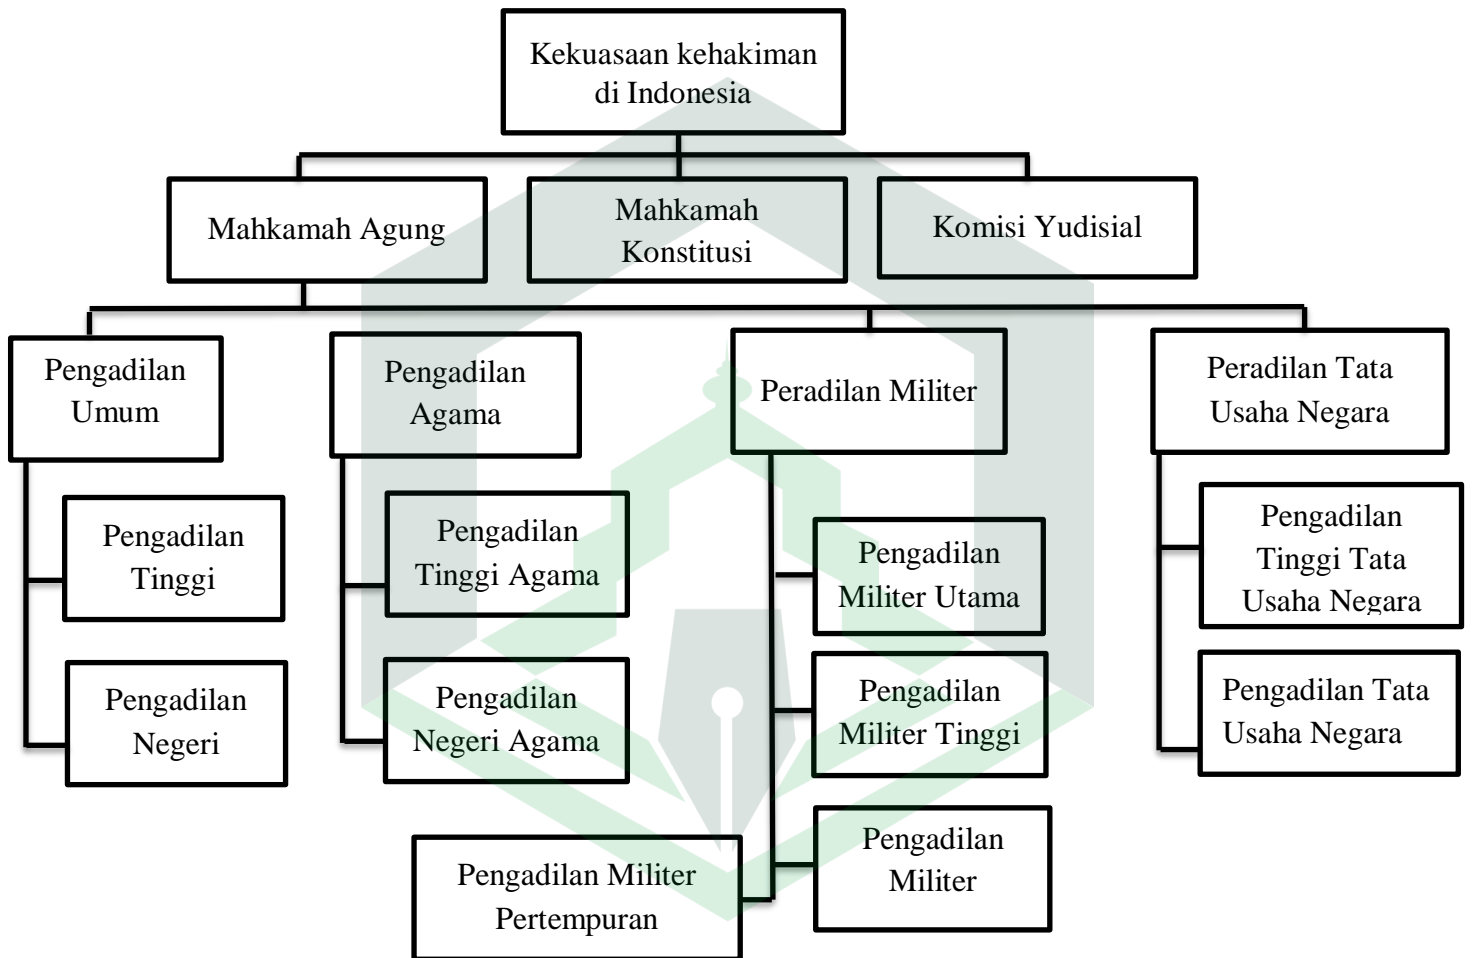 Kekuasaan kehakiman
di Indonesia
Mahkamah Agung
Mahkamah
Konstitusi
Komisi Yudisial
Pengadilan
Umum
Pengadilan
Agama
Peradilan Militer
Peradilan Tata
Usaha Negara
Pengadilan
Tinggi
Pengadilan
Negeri
Pengadilan
Tinggi Agama
Pengadilan
Negeri Agama
Pengadilan
Militer Utama
Pengadilan
Militer Tinggi
Pengadilan
Militer
Pengadilan Militer
Pertempuran
Pengadilan
Tinggi Tata
Usaha Negara
Pengadilan Tata
Usaha Negara